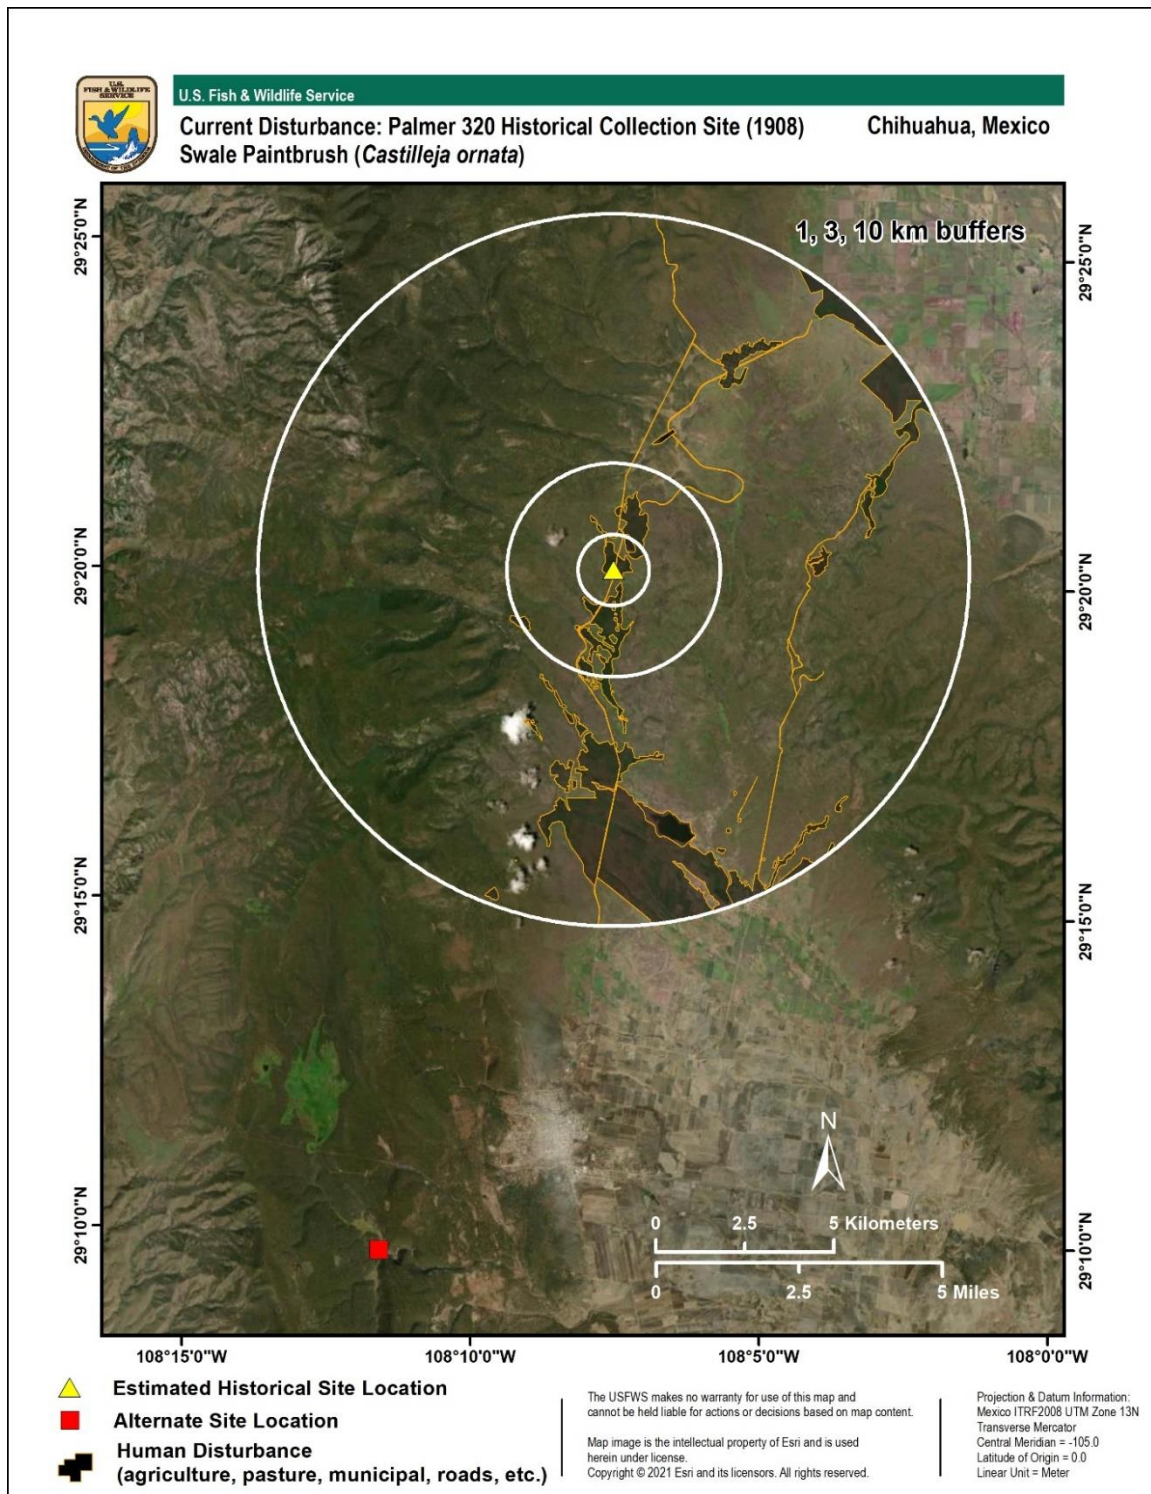 U.S.
FISH & WILDLIFE
SERVICE
DEPARTMENT OF THE INTERIOR
U.S. Fish & Wildlife Service
Current Disturbance: Palmer 320 Historical Collection Site (1908)
Chihuahua, Mexico
Swale Paintbrush (Castilleja ornata)
1, 3, 10 km buffers
29°25'0"N
29°25'0"N
29°20'0"N
29°20'0"N
29°15'0"N
29°15'0"N
29°10'0"N
29°10'0"N
N
0 2.5 5 Kilometers
0 2.5 5 Miles
108°15'0"W 108°10'0"W 108°5'0"W 108°0'0"W
Estimated Historical Site Location
Alternate Site Location
Human Disturbance
(agriculture, pasture, municipal, roads, etc.)
The USFWS makes no warranty for use of this map and
cannot be held liable for actions or decisions based on map content.
Map image is the intellectual property of Esri and is used
herein under license.
Copyright © 2021 Esri and its licensors. All rights reserved.
Projection & Datum Information:
Mexico ITRF2008 UTM Zone 13N
Transverse Mercator
Central Meridian = -105.0
Latitude of Origin = 0.0
Linear Unit = Meter